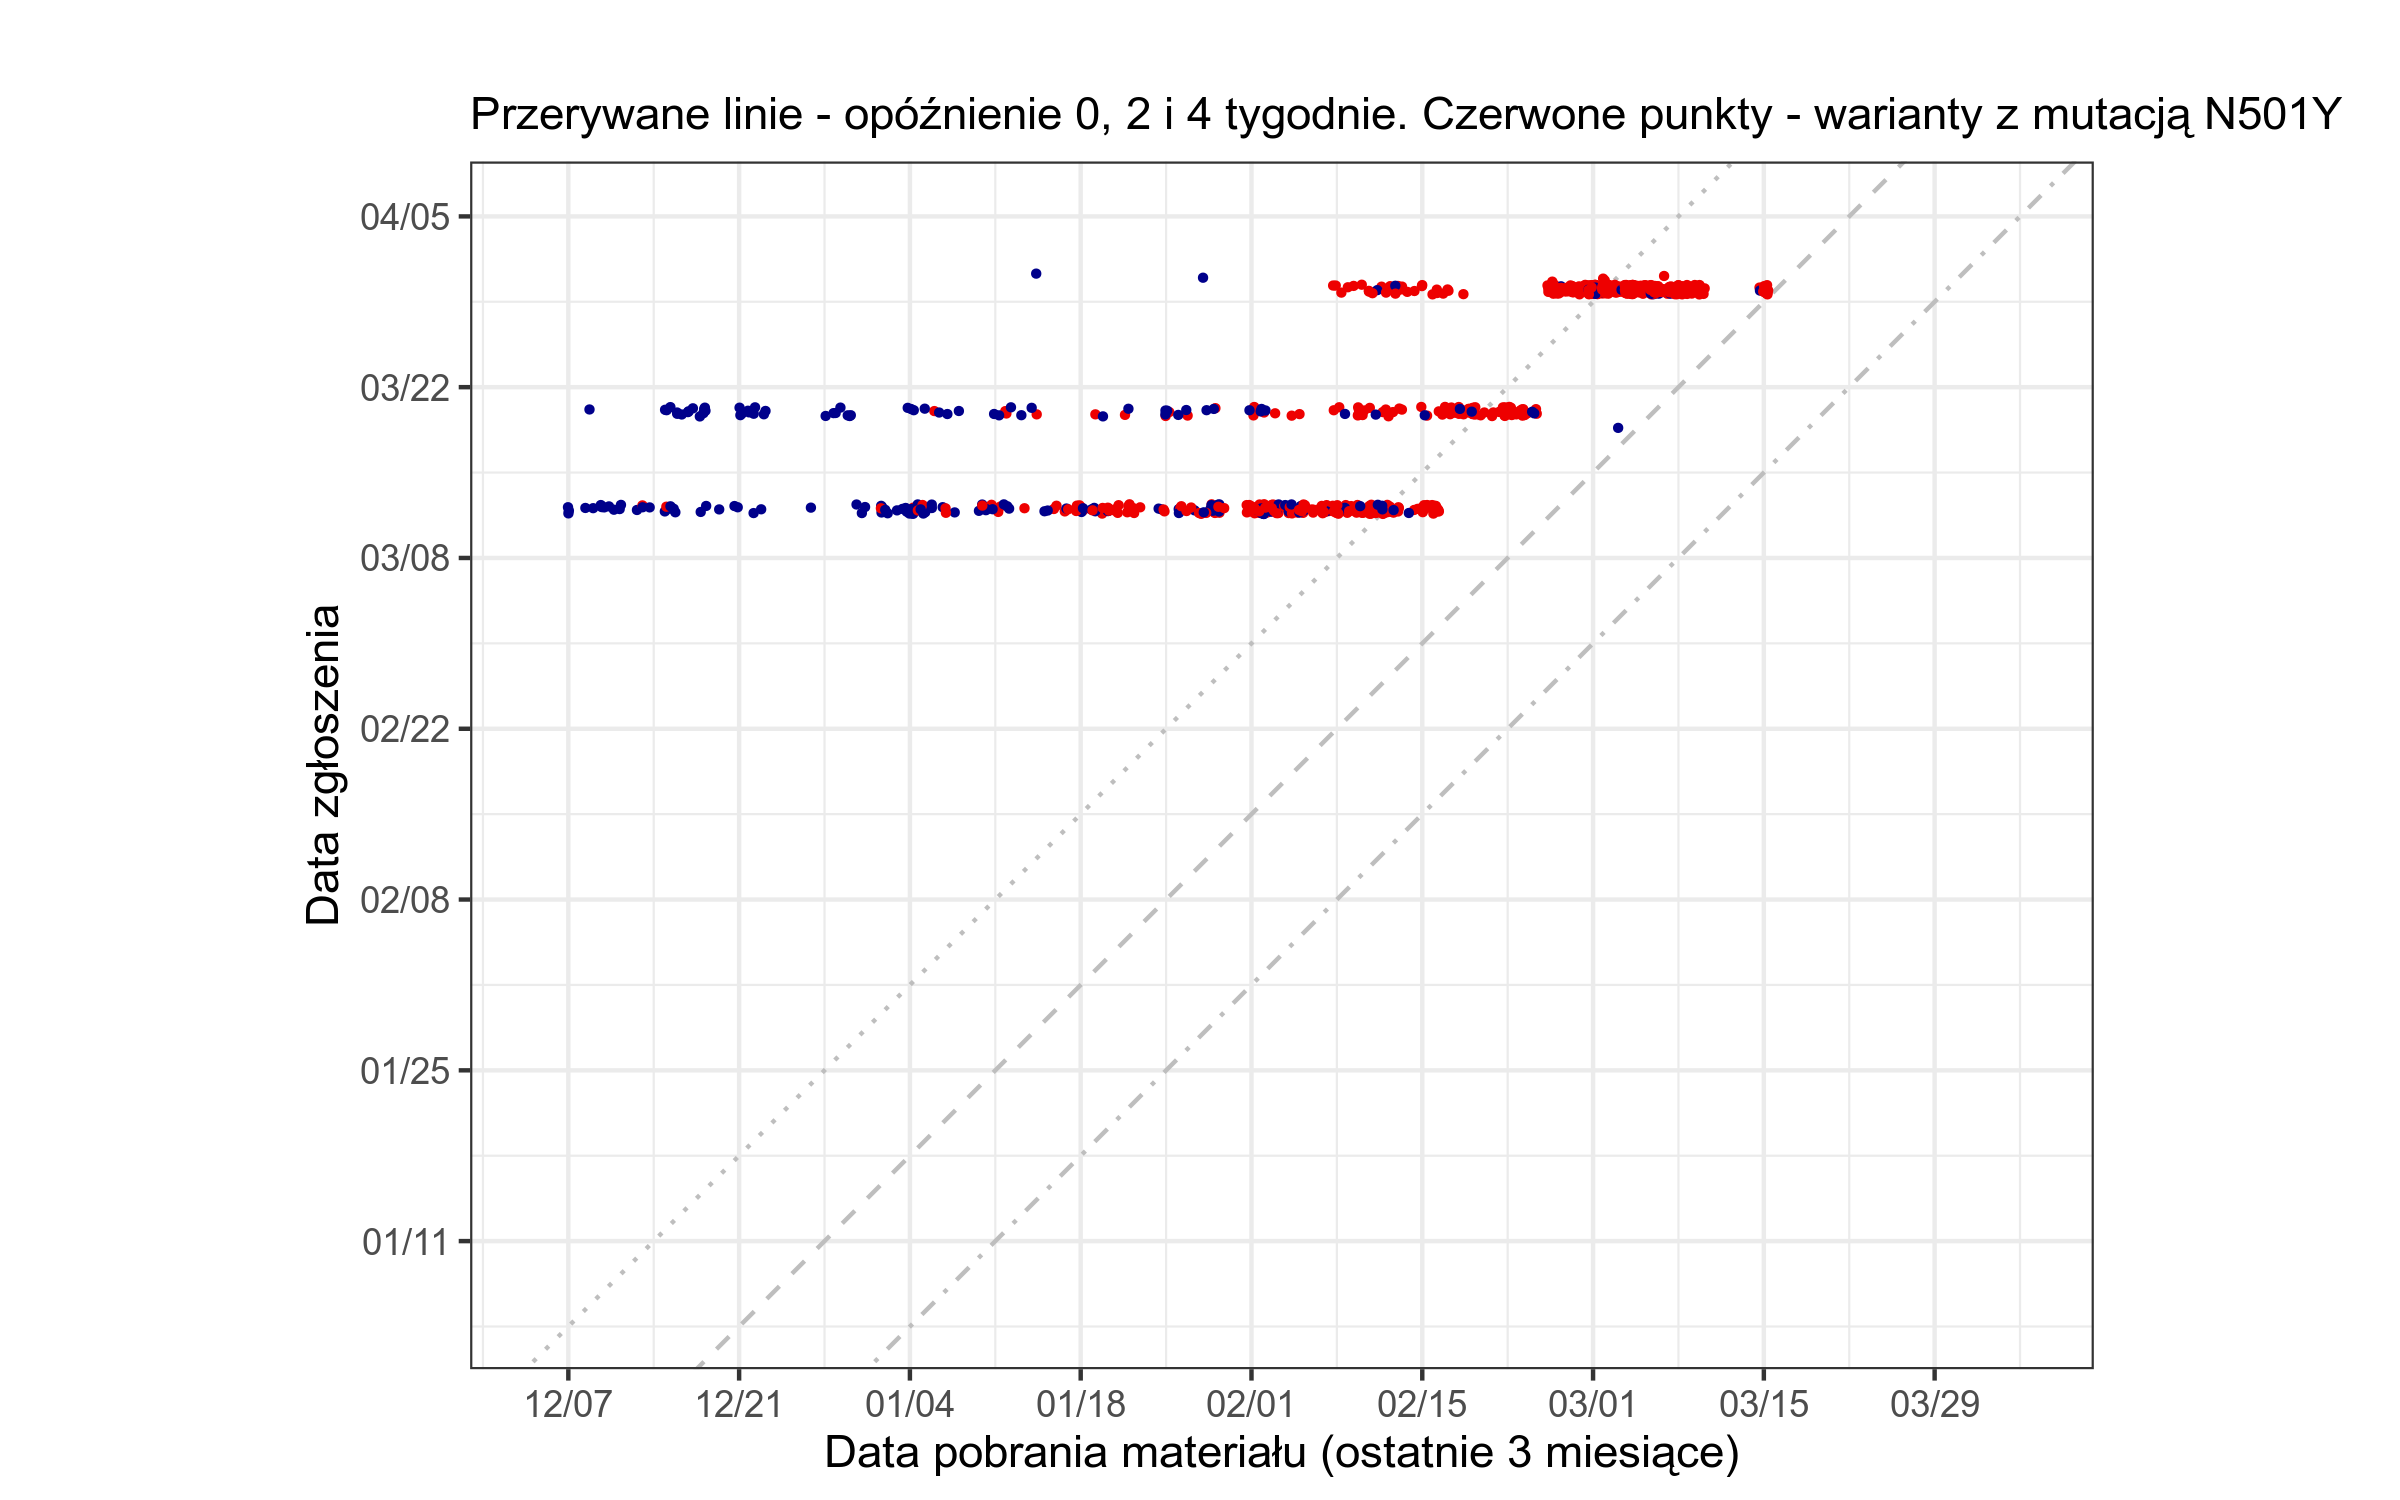 Przerywane linie - opóźnienie 0, 2 i 4 tygodnie. Czerwone punkty - warianty z mutacją N501Y
Data zgłoszenia
04/05
03/22
03/08
02/22
02/08
01/25
01/11
12/07 12/21 01/04 01/18 02/01 02/15 03/01 03/15 03/29
Data pobrania materiału (ostatnie 3 miesiące)